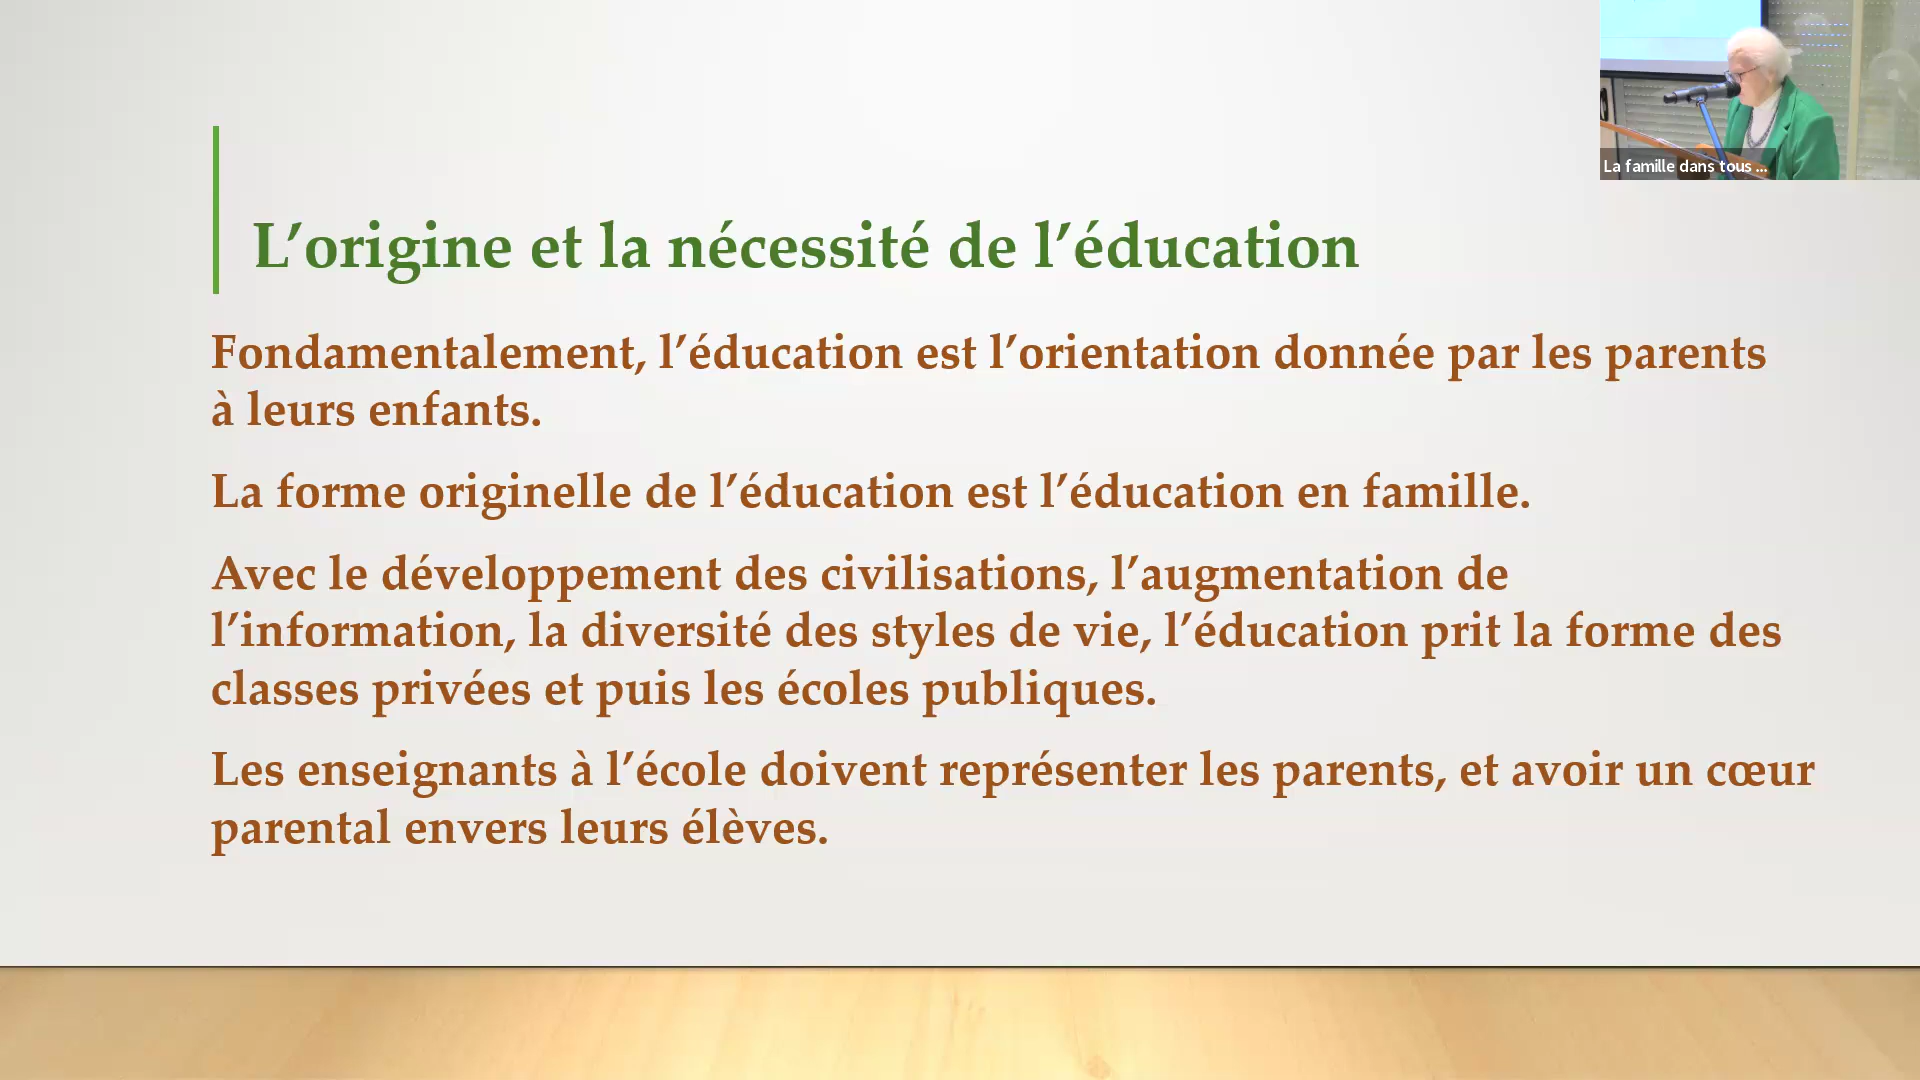 La famille dans tous ...
L’origine et la nécessité de l’éducation
Fondamentalement, l’éducation est l’orientation donnée par les parents
à leurs enfants.
La forme originelle de l’éducation est l’éducation en famille.
Avec le développement des civilisations, l’augmentation de
l’information, la diversité des styles de vie, l’éducation prit la forme des
classes privées et puis les écoles publiques.
Les enseignants à l’école doivent représenter les parents, et avoir un cœur
parental envers leurs élèves.